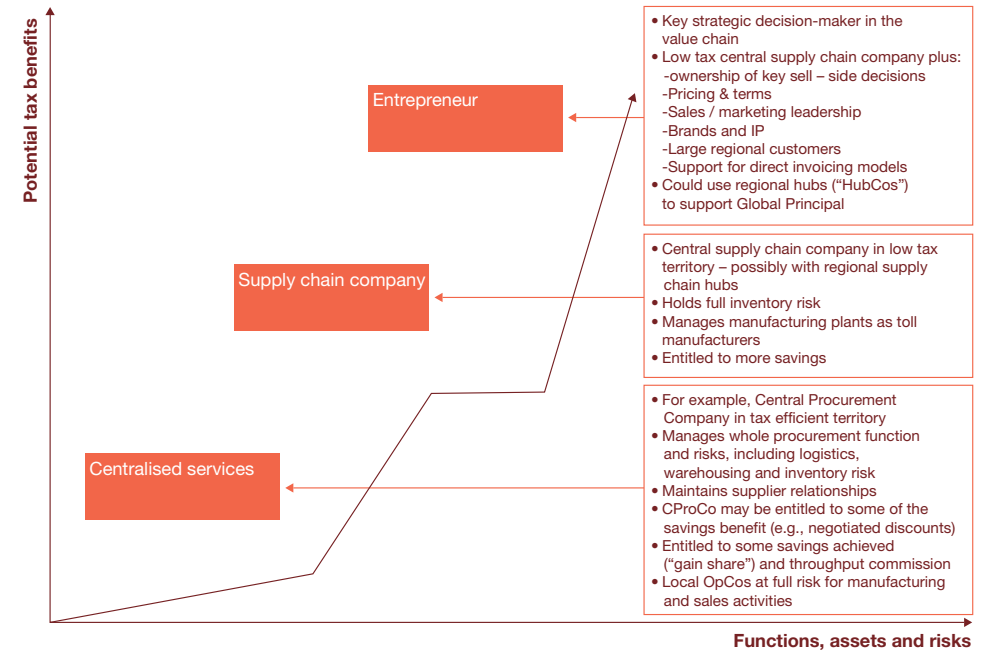 Potential tax benefits
Entrepreneur
• Key strategic decision-maker in the
value chain
• Low tax central supply chain company plus:
-ownership of key sell – side decisions
-Pricing & terms
-Sales / marketing leadership
-Brands and IP
-Large regional customers
-Support for direct invoicing models
• Could use regional hubs (“HubCos”)
to support Global Principal
Supply chain company
• Central supply chain company in low tax
territory – possibly with regional supply
chain hubs
• Holds full inventory risk
• Manages manufacturing plants as toll
manufacturers
• Entitled to more savings
Centralised services
• For example, Central Procurement
Company in tax efficient territory
• Manages whole procurement function
and risks, including logistics,
warehousing and inventory risk
• Maintains supplier relationships
• CProCo may be entitled to some of the
savings benefit (e.g., negotiated discounts)
• Entitled to some savings achieved
(“gain share”) and throughput commission
• Local OpCos at full risk for manufacturing
and sales activities
Functions, assets and risks